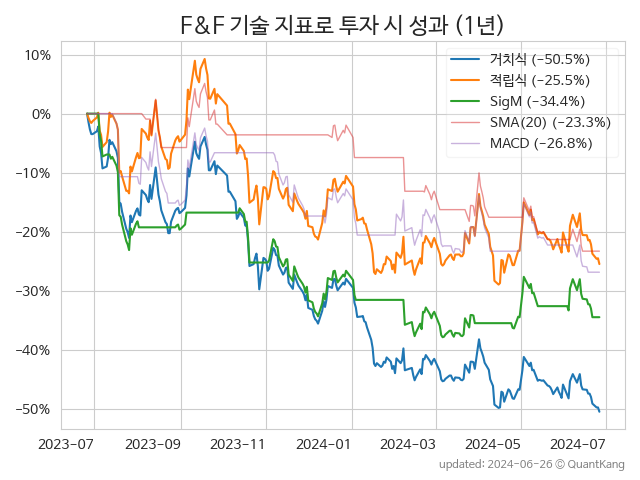 F&F 기술 지표로 투자 시 성과 (1년)
거치식 (−50.5%)
적립식 (−25.5%)
SigM (−34.4%)
SMA(20) (−23.3%)
MACD (−26.8%)
10%
0%
−10%
−20%
−30%
−40%
−50%
2023-07 2023-09 2023-11 2024-01 2024-03 2024-05 2024-07
updated: 2024-06-26 ⓒ QuantKang